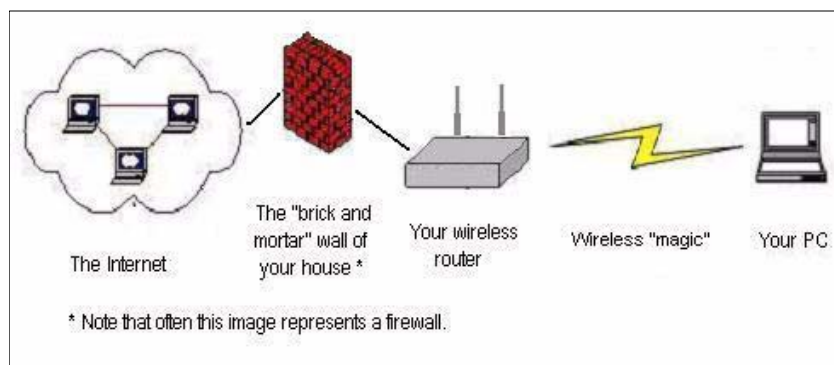 The Internet
The "brick and
mortar" wall of
your house *
Your wireless
router
Wireless "magic"
Your PC
* Note that often this image represents a firewall.